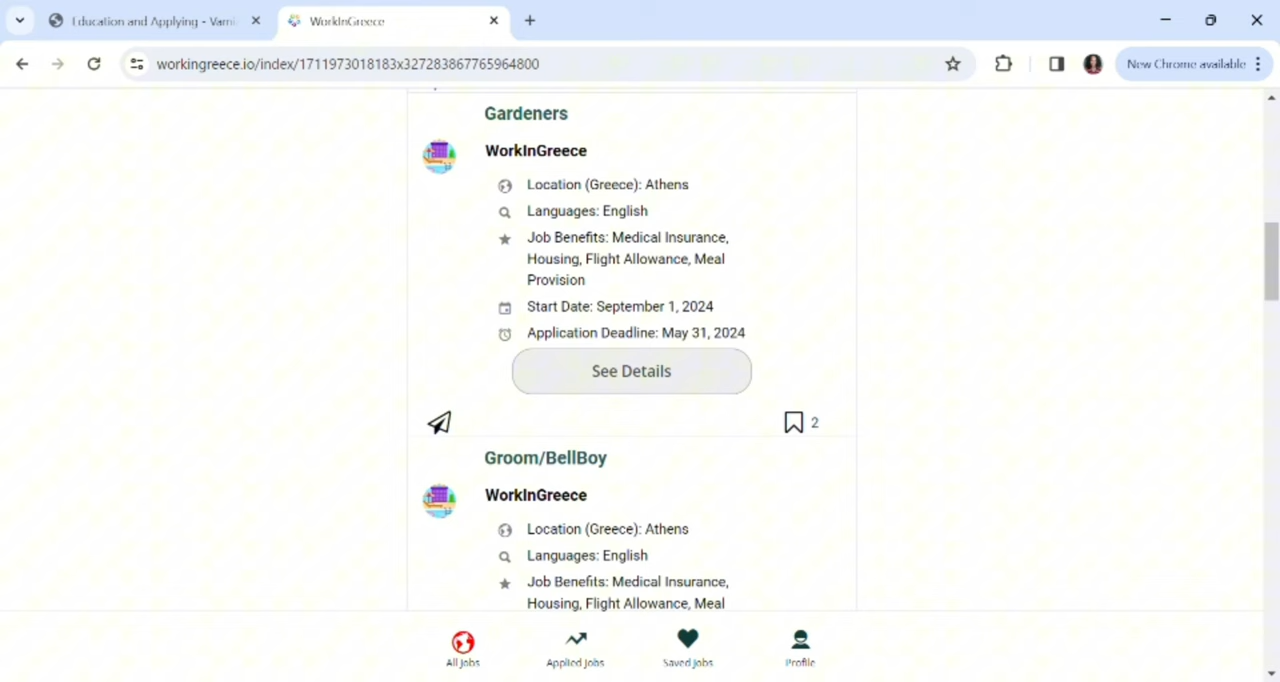 Education and Applying - Vami
WorkInGreece
workingreece.io/index/1711973018183x327283867765964800
New Chrome available
Gardeners
WorkInGreece
Location (Greece): Athens
Languages: English
Job Benefits: Medical Insurance,
Housing, Flight Allowance, Meal
Provision
Start Date: September 1, 2024
Application Deadline: May 31, 2024
See Details
2
Groom/BellBoy
WorkInGreece
Location (Greece): Athens
Languages: English
Job Benefits: Medical Insurance,
Housing, Flight Allowance, Meal
All Jobs
Applied Jobs
Saved Jobs
Profile